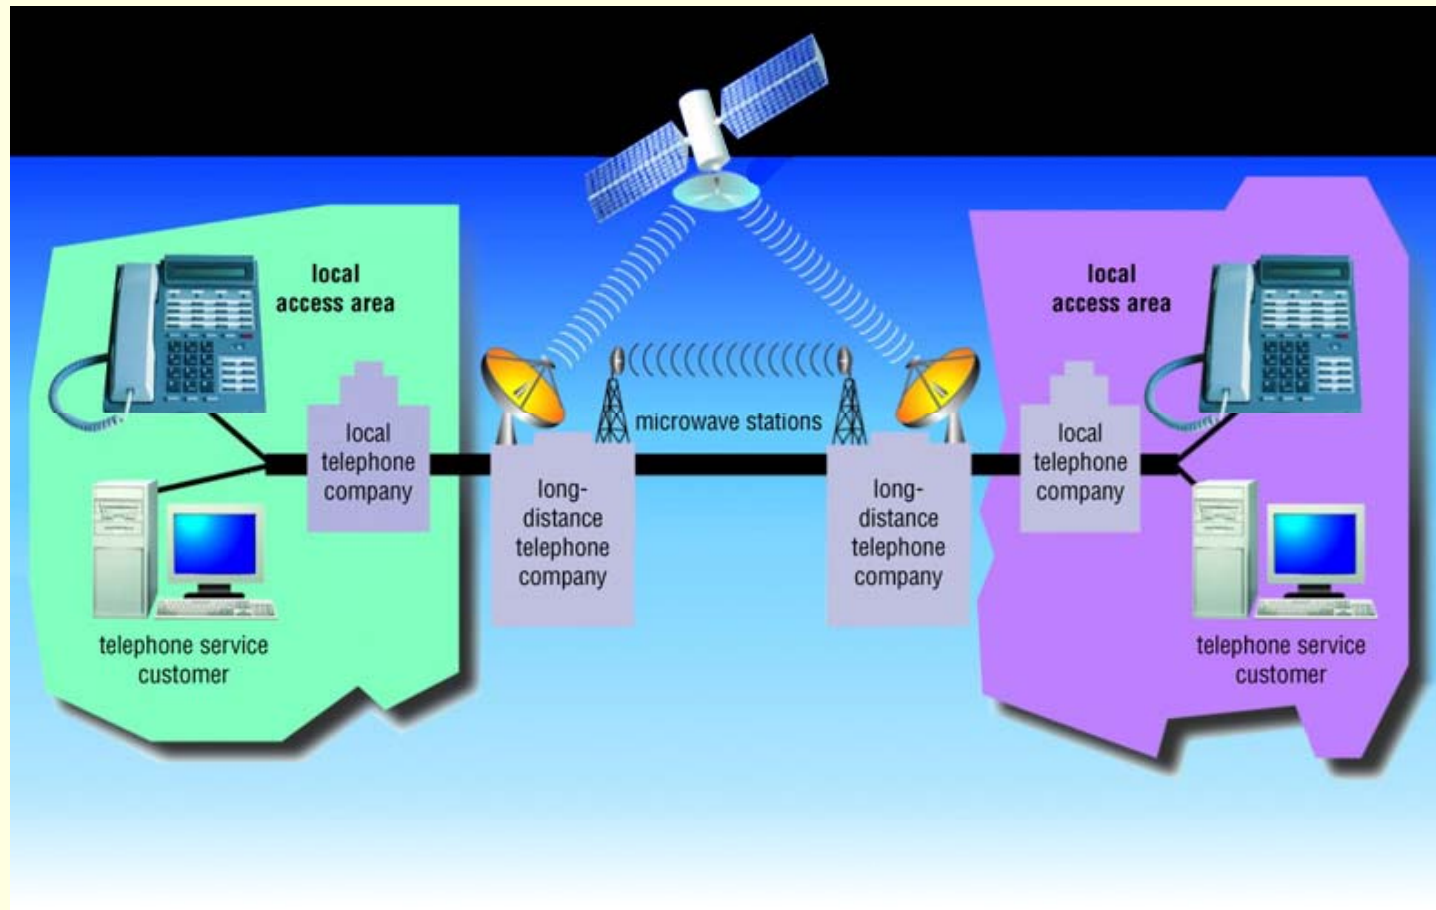 local
access area
local
access area
microwave stations
local
telephone
company
long-
distance
telephone
company
long-
distance
telephone
company
local
telephone
company
telephone service
customer
telephone service
customer